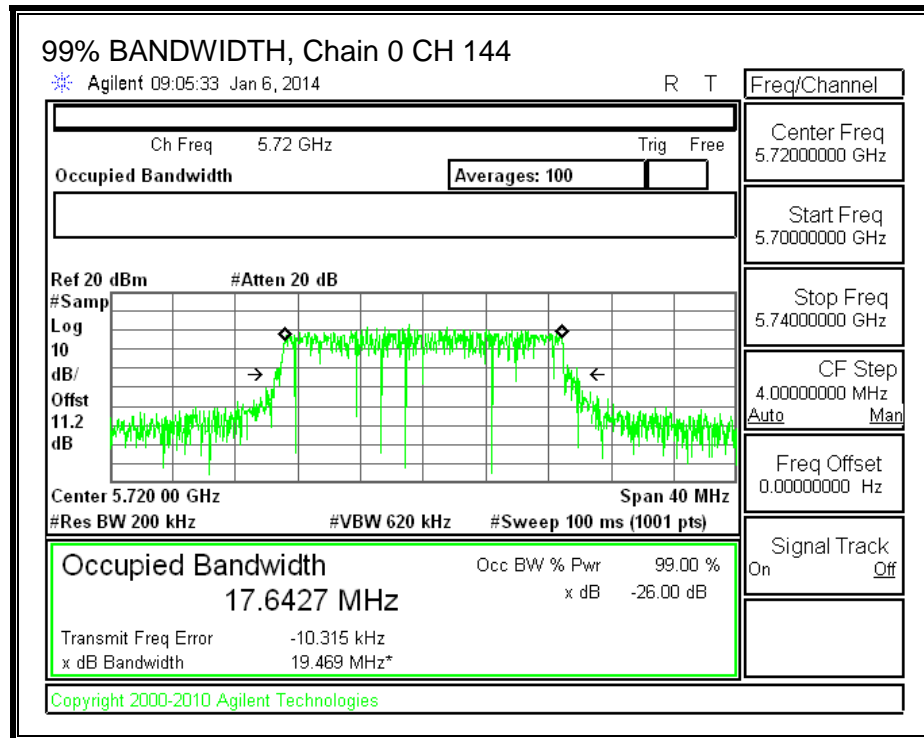 99% BANDWIDTH, Chain 0 CH 144
Agilent 09:05:33 Jan 6, 2014 R T
Freq/Channel
Ch Freq 5.72 GHz Trig Free
Occupied Bandwidth Averages: 100
Center Freq
5.72000000 GHz
Start Freq
5.70000000 GHz
Stop Freq
5.74000000 GHz
CF Step
4.00000000 MHz
Auto Man
Freq Offset
0.00000000 Hz
Signal Track
On Off
Ref 20 dBm #Atten 20 dB
#Samp
Log
10
dB/
Offst
11.2
dB
Center 5.720 00 GHz Span 40 MHz
#Res BW 200 kHz #VBW 620 kHz #Sweep 100 ms (1001 pts)
Occupied Bandwidth Occ BW % Pwr 99.00 %
17.6427 MHz x dB -26.00 dB
Transmit Freq Error -10.315 kHz
x dB Bandwidth 19.469 MHz*
Copyright 2000-2010 Agilent Technologies